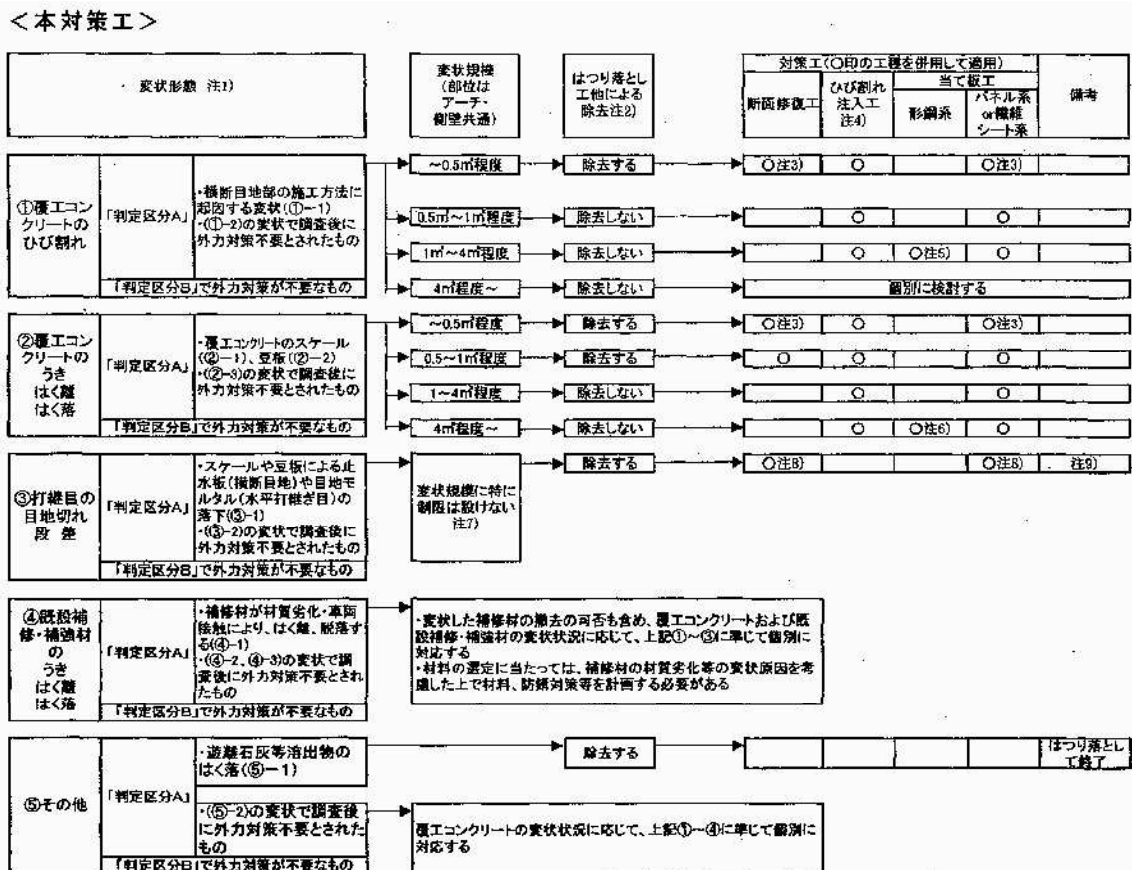 ＜本対策工＞
変状形態 注1)
変状規模
(部位は
アーチ・
側壁共通)
はつり落とし
工他による
除去注2)
対策工(〇印の工種を併用して適用)
断面修復工
ひび割れ
注入工
注4)
当て板工
形鋼系
パネル系
or繊維
シート系
備考
①覆工コン
クリートの
ひび割れ
「判定区分A」
・横断目地部の施工方法に
起因する変状(①-1)
・(①-2)の変状で調査後に
外力対策不要とされたもの
「判定区分B」で外力対策が不要なもの
～0.5㎡程度
除去する
〇注3)
〇
〇注3)
0.5㎡～1㎡程度
除去しない
〇
〇
1㎡～4㎡程度
除去しない
〇
〇注5)
〇
4㎡程度～
除去しない
個別に検討する
②覆工コン
クリートの
うき
はく離
はく落
「判定区分A」
・覆工コンクリートのスケール
(②-1)、豆板(②-2)
・(②-3)の変状で調査後に
外力対策不要とされたもの
「判定区分B」で外力対策が不要なもの
～0.5㎡程度
除去する
〇注3)
〇
〇注3)
0.5～1㎡程度
除去する
〇
〇
〇
1～4㎡程度
除去しない
〇
〇
4㎡程度～
除去しない
〇
〇注6)
〇
③打継目の
目地切れ
段 差
「判定区分A」
・スケールや豆板による止
水板(横断目地)や目地モ
ルタル(水平打継ぎ目)の
落下(③-1)
・(③-2)の変状で調査後に
外力対策不要とされたもの
「判定区分B」で外力対策が不要なもの
変状規模に特に
制限は設けない
注7)
除去する
〇注8)
〇注8)
注9)
④既設補
修・補強材
の
うき
はく離
はく落
「判定区分A」
・補修材が材質劣化・車両
接触により、はく離、脱落す
る(④-1)
・(④-2、④-3)の変状で調
査後に外力対策不要とされ
たもの
「判定区分B」で外力対策が不要なもの
・変状した補修材の撤去の可否も含め、覆工コンクリートおよび既
設補修・補強材の変状状況に応じて、上記①～③に準じて個別に
対応する
・材料の選定に当たっては、補修材の材質劣化等の変状原因を考
慮した上で材料、防錆対策等を計画する必要がある
⑤その他
「判定区分A」
・遊離石灰等溶出物の
はく落(⑤-1)
除去する
はつり落とし
て終了
・(⑤-2)の変状で調査後
に外力対策不要とされた
もの
「判定区分B」で外力対策が不要なもの
覆工コンクリートの変状状況に応じて、上記①～④に準じて個別に
対応する